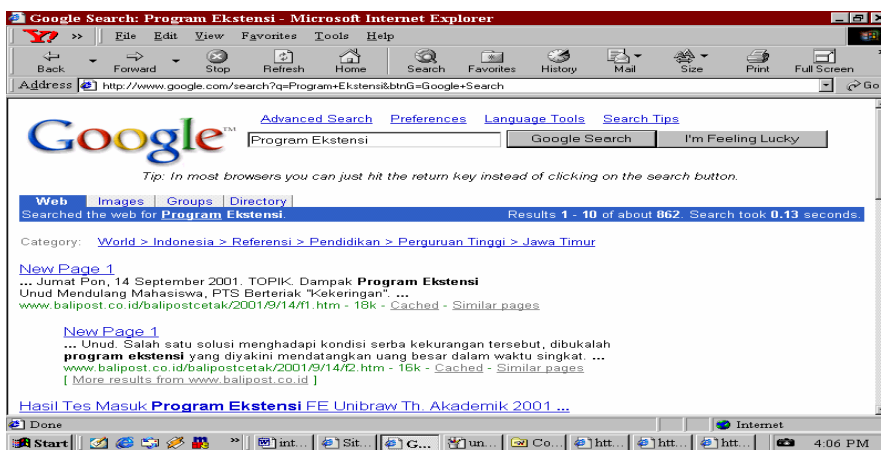 Google Search: Program Ekstensi - Microsoft Internet Explorer
Y? » File Edit View Favorites Tools Help
Back Forward Stop Refresh Home Search Favorites History Mail Size Print Full Screen
Address http://www.google.com/search?q=Program+Ekstensi&btnG=Google+Search Go
Advanced Search Preferences Language Tools Search Tips
Google™ Program Ekstensi Google Search I'm Feeling Lucky
Tip: In most browsers you can just hit the return key instead of clicking on the search button.
Web Images Groups Directory
Searched the web for Program Ekstensi. Results 1 - 10 of about 862. Search took 0.13 seconds.
Category: World > Indonesia > Referensi > Pendidikan > Perguruan Tinggi > Jawa Timur
New Page 1
... Jumat Pon, 14 September 2001. TOPIK. Dampak Program Ekstensi
Unud Mendulang Mahasiswa, PTS Berteriak "Kekeringan". ...
www.balipost.co.id/balipostcetak/2001/9/14/f1.htm - 18k - Cached - Similar pages
New Page 1
... Unud. Salah satu solusi menghadapi kondisi serba kekurangan tersebut, dibukalah
program ekstensi yang diyakini mendatangkan uang besar dalam waktu singkat. ...
www.balipost.co.id/balipostcetak/2001/9/14/f2.htm - 16k - Cached - Similar pages
[ More results from www.balipost.co.id ]
Hasil Tes Masuk Program Ekstensi FE Unibraw Th. Akademik 2001 ...
Done Internet
Start » int... Sit... G... un... Co... htt... htt... htt... 4:06 PM